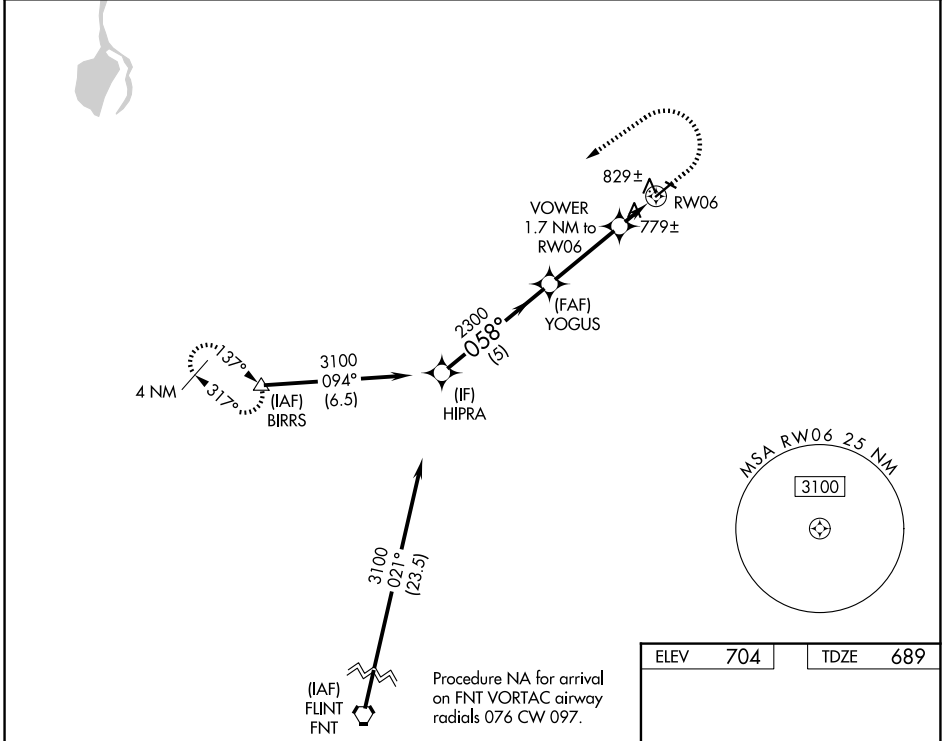 829±
RW06
VOWER
1.7 NM to
RW06
779±
(FAF)
YOGUS
2300
058°
(5)
137°
317°
4 NM
(IAF)
BIRRS
3100
094°
(6.5)
(IF)
HIPRA
MSA RW06 25 NM
3100
3100
021°
(23.5)
(IAF)
FLINT
FNT
Procedure NA for arrival
on FNT VORTAC airway
radials 076 CW 097.
ELEV 704
TDZE 689